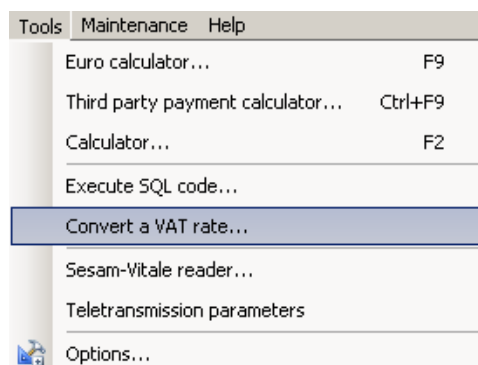 Tools Maintenance Help
Euro calculator... F9
Third party payment calculator... Ctrl+F9
Calculator... F2
Execute SQL code...
Convert a VAT rate...
Sesam-Vitale reader...
Teletransmission parameters
Options...